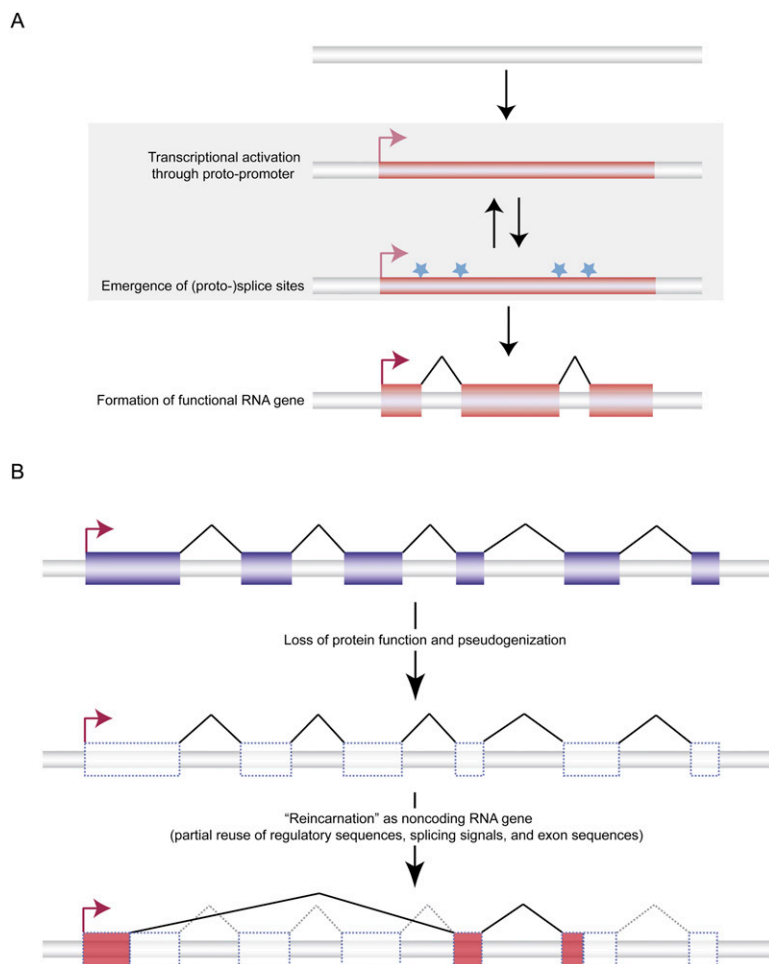 A
Transcriptional activation
through proto-promoter
Emergence of (proto-)splice sites
Formation of functional RNA gene
B
Loss of protein function and pseudogenization
“Reincarnation” as noncoding RNA gene
(partial reuse of regulatory sequences, splicing signals, and exon sequences)